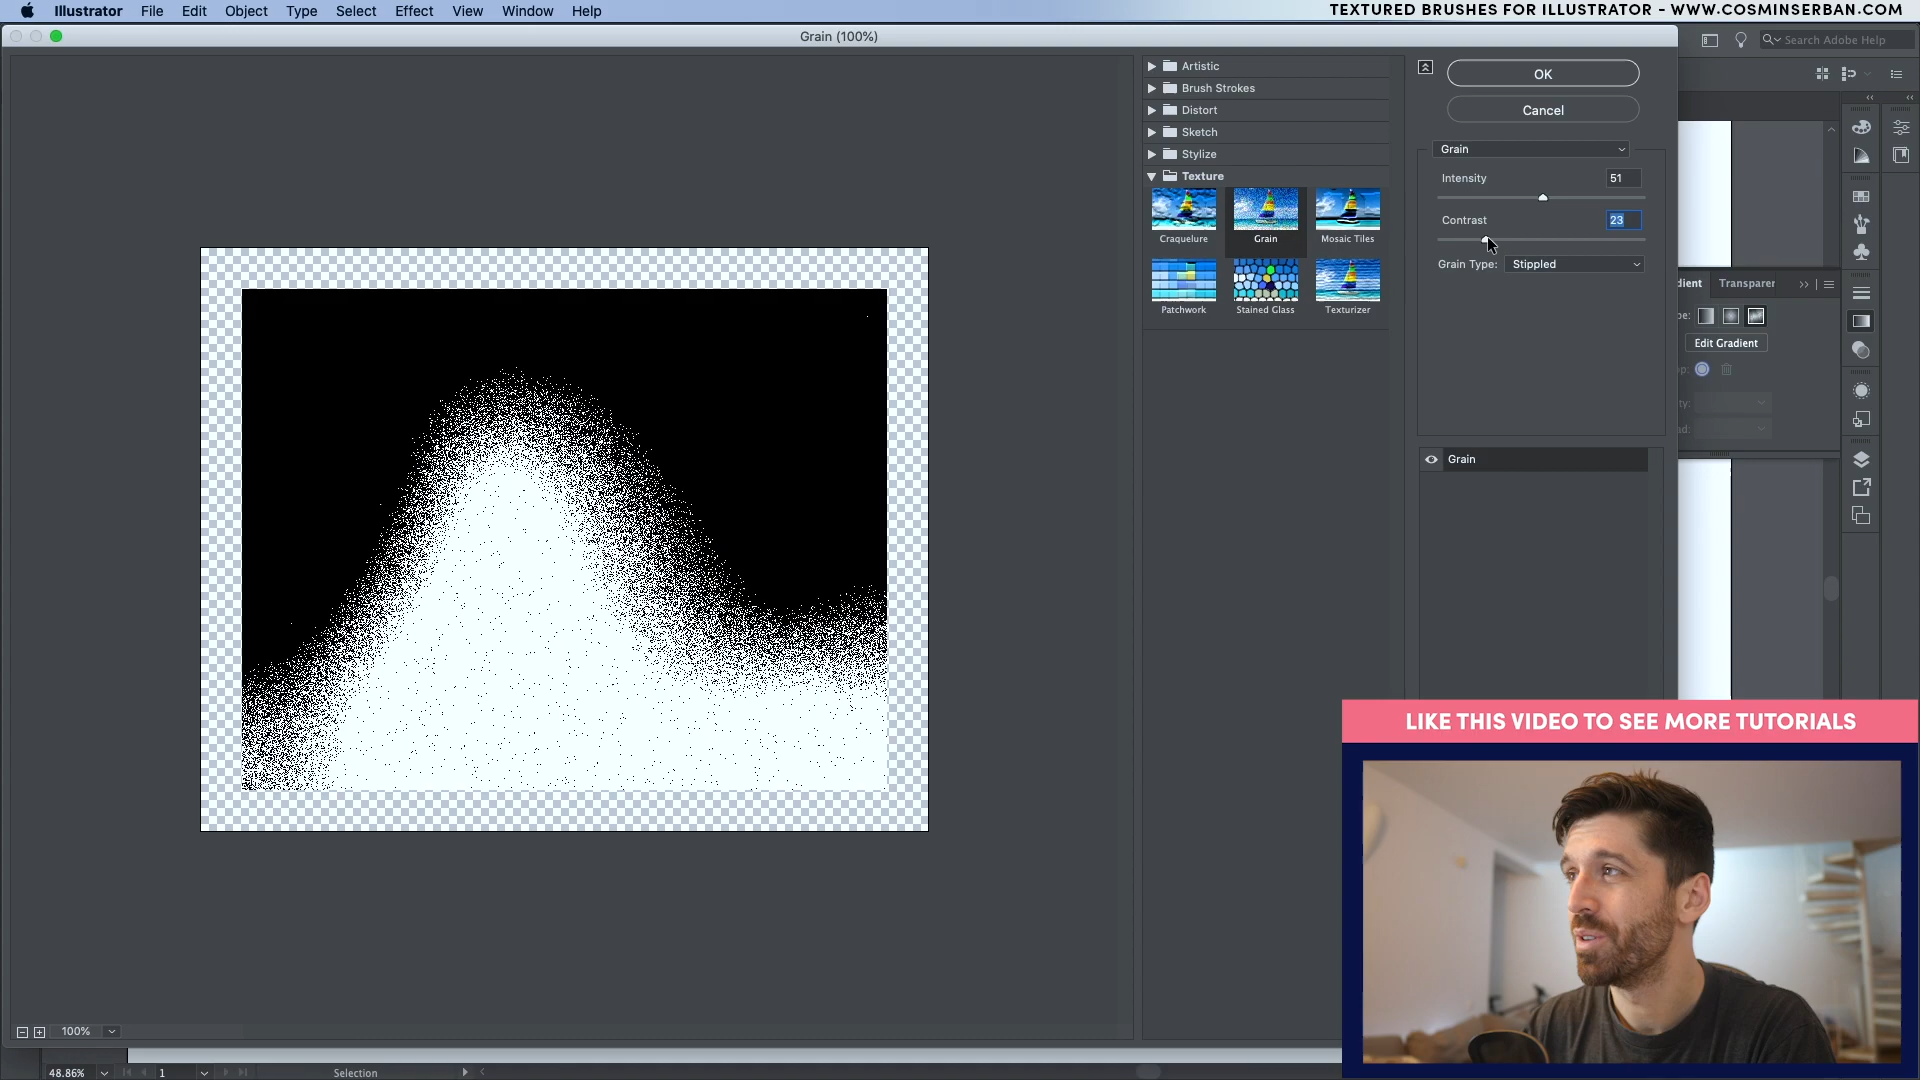 Illustrator File Edit Object Type Select Effect View Window Help
TEXTURED BRUSHES FOR ILLUSTRATOR - WWW.COSMINSERBAN.COM
Grain (100%)
Search Adobe Help
Artistic
Brush Strokes
Distort
Sketch
Stylize
Texture
Craquelure Grain Mosaic Tiles
Patchwork Stained Glass Texturizer
OK
Cancel
Grain
Intensity 51
Contrast 23
Grain Type: Stippled
Grain
dient Transparer
pe:
Edit Gradient
LIKE THIS VIDEO TO SEE MORE TUTORIALS
100%
48.86% 1 Selection